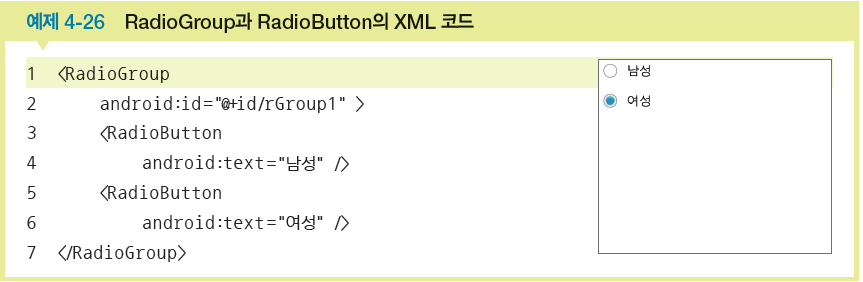 예제 4-26 RadioGroup과 RadioButton의 XML 코드
1 <RadioGroup
2 android:id="@+id/rGroup1" >
3 <RadioButton
4 android:text="남성" />
5 <RadioButton
6 android:text="여성" />
7 </RadioGroup>
남성
여성